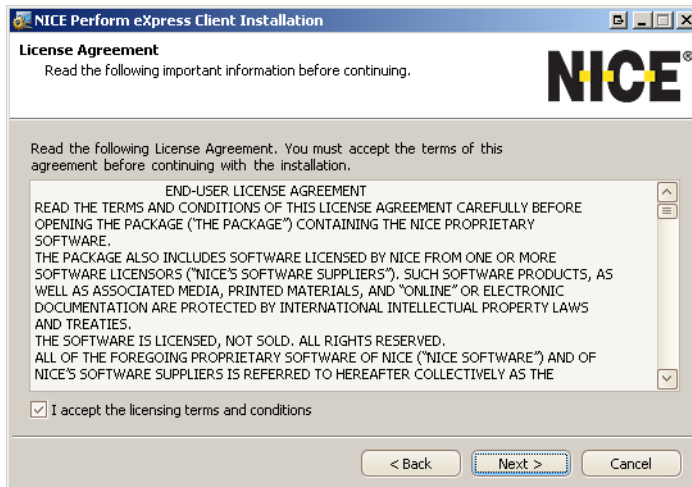 NICE Perform eXpress Client Installation
License Agreement
Read the following important information before continuing.
NICE®
Read the following License Agreement. You must accept the terms of this
agreement before continuing with the installation.
END-USER LICENSE AGREEMENT
READ THE TERMS AND CONDITIONS OF THIS LICENSE AGREEMENT CAREFULLY BEFORE
OPENING THE PACKAGE ("THE PACKAGE") CONTAINING THE NICE PROPRIETARY
SOFTWARE.
THE PACKAGE ALSO INCLUDES SOFTWARE LICENSED BY NICE FROM ONE OR MORE
SOFTWARE LICENSORS ("NICE'S SOFTWARE SUPPLIERS"). SUCH SOFTWARE PRODUCTS, AS
WELL AS ASSOCIATED MEDIA, PRINTED MATERIALS, AND "ONLINE" OR ELECTRONIC
DOCUMENTATION ARE PROTECTED BY INTERNATIONAL INTELLECTUAL PROPERTY LAWS
AND TREATIES.
THE SOFTWARE IS LICENSED, NOT SOLD. ALL RIGHTS RESERVED.
ALL OF THE FOREGOING PROPRIETARY SOFTWARE OF NICE ("NICE SOFTWARE") AND OF
NICE'S SOFTWARE SUPPLIERS IS REFERRED TO HEREAFTER COLLECTIVELY AS THE
I accept the licensing terms and conditions
< Back
Next >
Cancel